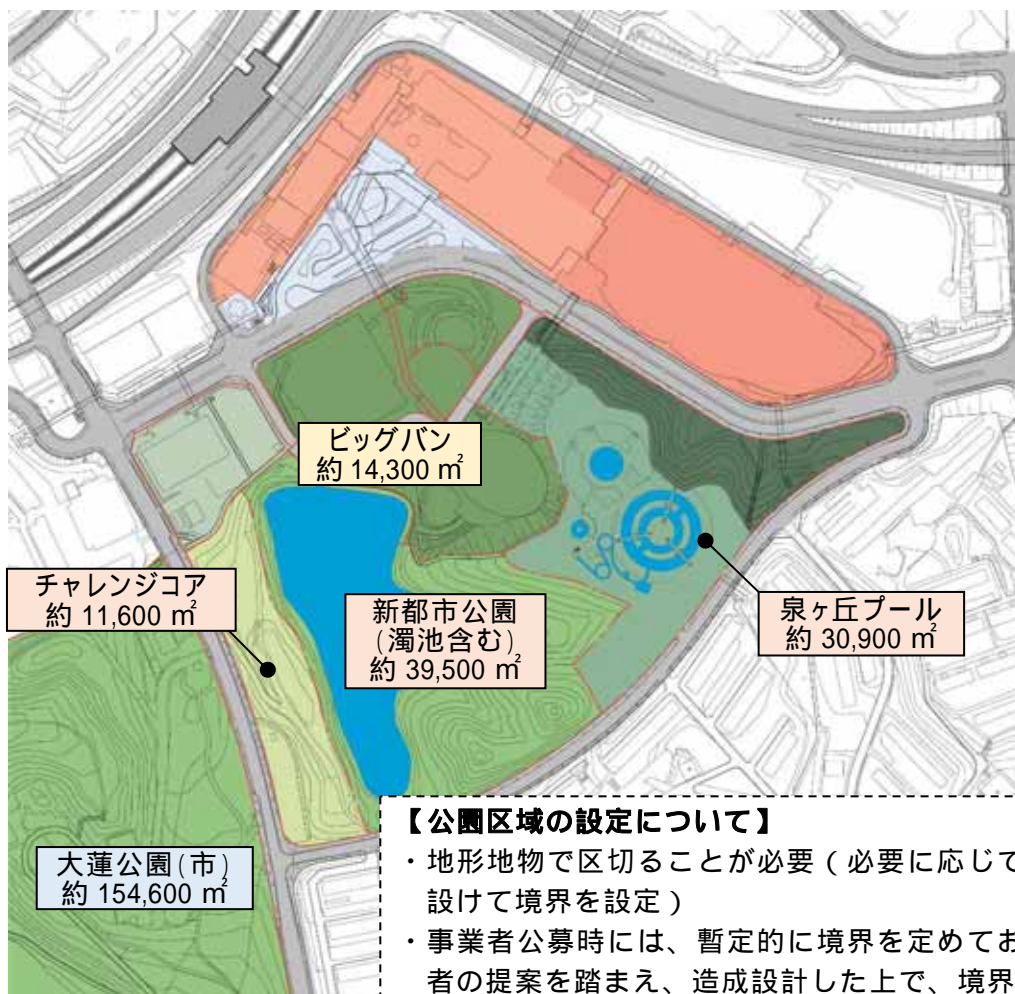 ビッグバン
約 14,300 ㎡
チャレンジコア
約 11,600 ㎡
新都市公園
(濁池含む)
約 39,500 ㎡
泉ヶ丘プール
約 30,900 ㎡
大蓮公園(市)
約 154,600 ㎡
【公園区域の設定について】
・地形地物で区切ることが必要(必要に応じて
設けて境界を設定)
・事業者公募時には、暫定的に境界を定めてお
者の提案を踏まえ、造成設計した上で、境界